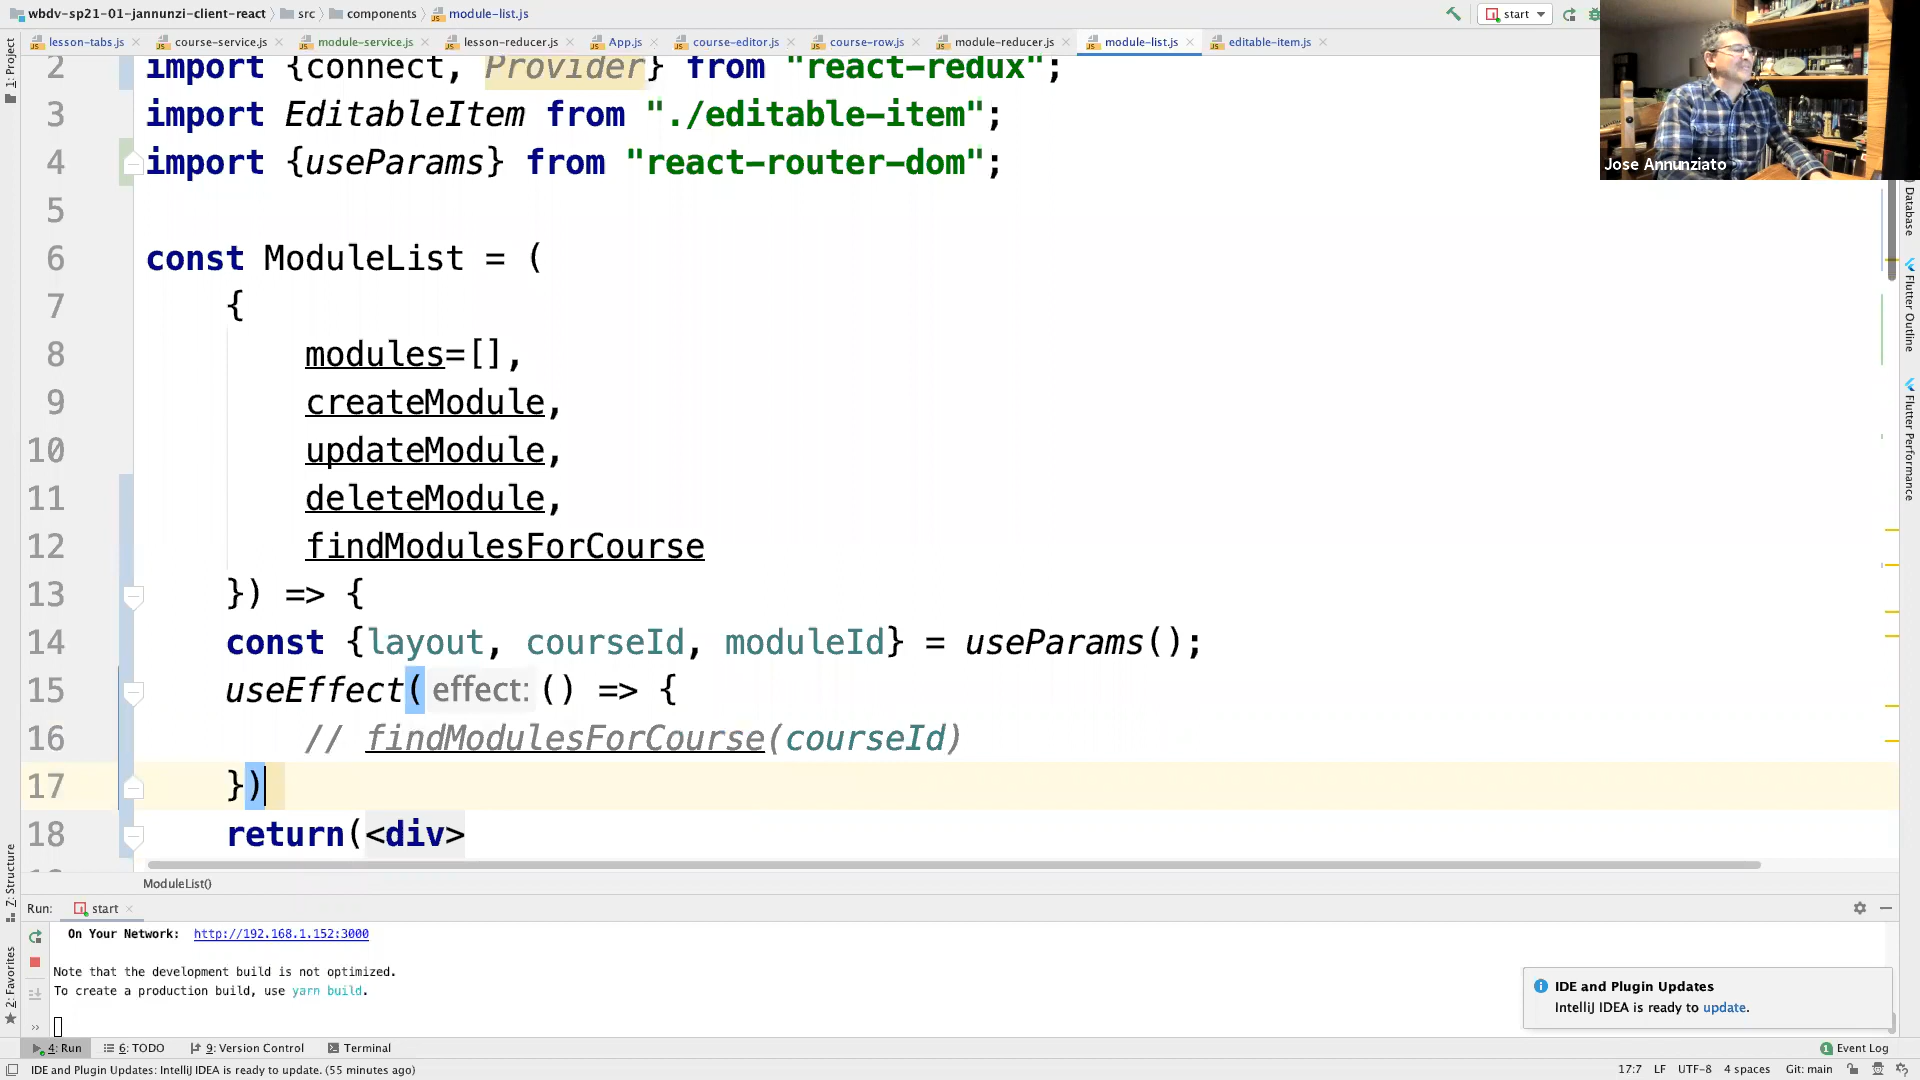 wbdv-sp21-01-jannunzi-client-react src components module-list.js
start
lesson-tabs.js course-service.js module-service.js lesson-reducer.js App.js course-editor.js course-row.js module-reducer.js module-list.js editable-item.js
1: Project
2 import {connect, Provider} from "react-redux";
3 import EditableItem from "./editable-item";
4 import {useParams} from "react-router-dom";
5
6 const ModuleList = (
7 {
8 modules=[],
9 createModule,
10 updateModule,
11 deleteModule,
12 findModulesForCourse
13 }) => {
14 const {layout, courseId, moduleId} = useParams();
15 useEffect( effect: () => {
16 // findModulesForCourse(courseId)
17 })
18 return(<div>
ModuleList()
Jose Annunziato
Database
Flutter Outline
Flutter Performance
Z: Structure
2: Favorites
Run: start
On Your Network: http://192.168.1.152:3000
Note that the development build is not optimized.
To create a production build, use yarn build.
IDE and Plugin Updates
IntelliJ IDEA is ready to update.
4: Run 6: TODO 9: Version Control Terminal
1 Event Log
IDE and Plugin Updates: IntelliJ IDEA is ready to update. (55 minutes ago)
17:7 LF UTF-8 4 spaces Git: main